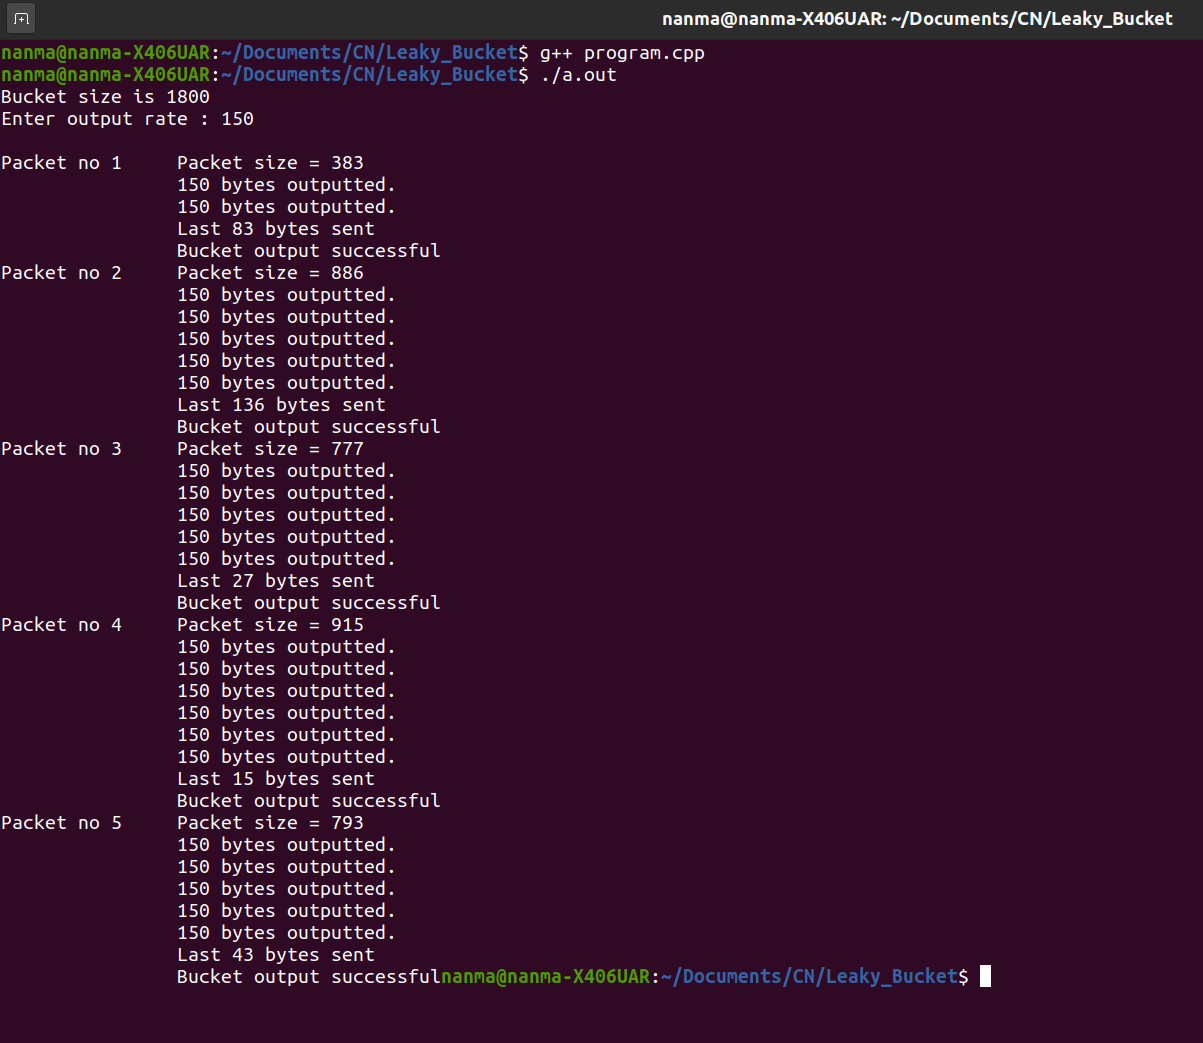 nanma@nanma-X406UAR: ~/Documents/CN/Leaky_Bucket
nanma@nanma-X406UAR:~/Documents/CN/Leaky_Bucket$ g++ program.cpp
nanma@nanma-X406UAR:~/Documents/CN/Leaky_Bucket$ ./a.out
Bucket size is 1800
Enter output rate : 150

Packet no 1     Packet size = 383
                150 bytes outputted.
                150 bytes outputted.
                Last 83 bytes sent
                Bucket output successful
Packet no 2     Packet size = 886
                150 bytes outputted.
                150 bytes outputted.
                150 bytes outputted.
                150 bytes outputted.
                150 bytes outputted.
                Last 136 bytes sent
                Bucket output successful
Packet no 3     Packet size = 777
                150 bytes outputted.
                150 bytes outputted.
                150 bytes outputted.
                150 bytes outputted.
                150 bytes outputted.
                Last 27 bytes sent
                Bucket output successful
Packet no 4     Packet size = 915
                150 bytes outputted.
                150 bytes outputted.
                150 bytes outputted.
                150 bytes outputted.
                150 bytes outputted.
                150 bytes outputted.
                Last 15 bytes sent
                Bucket output successful
Packet no 5     Packet size = 793
                150 bytes outputted.
                150 bytes outputted.
                150 bytes outputted.
                150 bytes outputted.
                150 bytes outputted.
                Last 43 bytes sent
                Bucket output successfulnanma@nanma-X406UAR:~/Documents/CN/Leaky_Bucket$